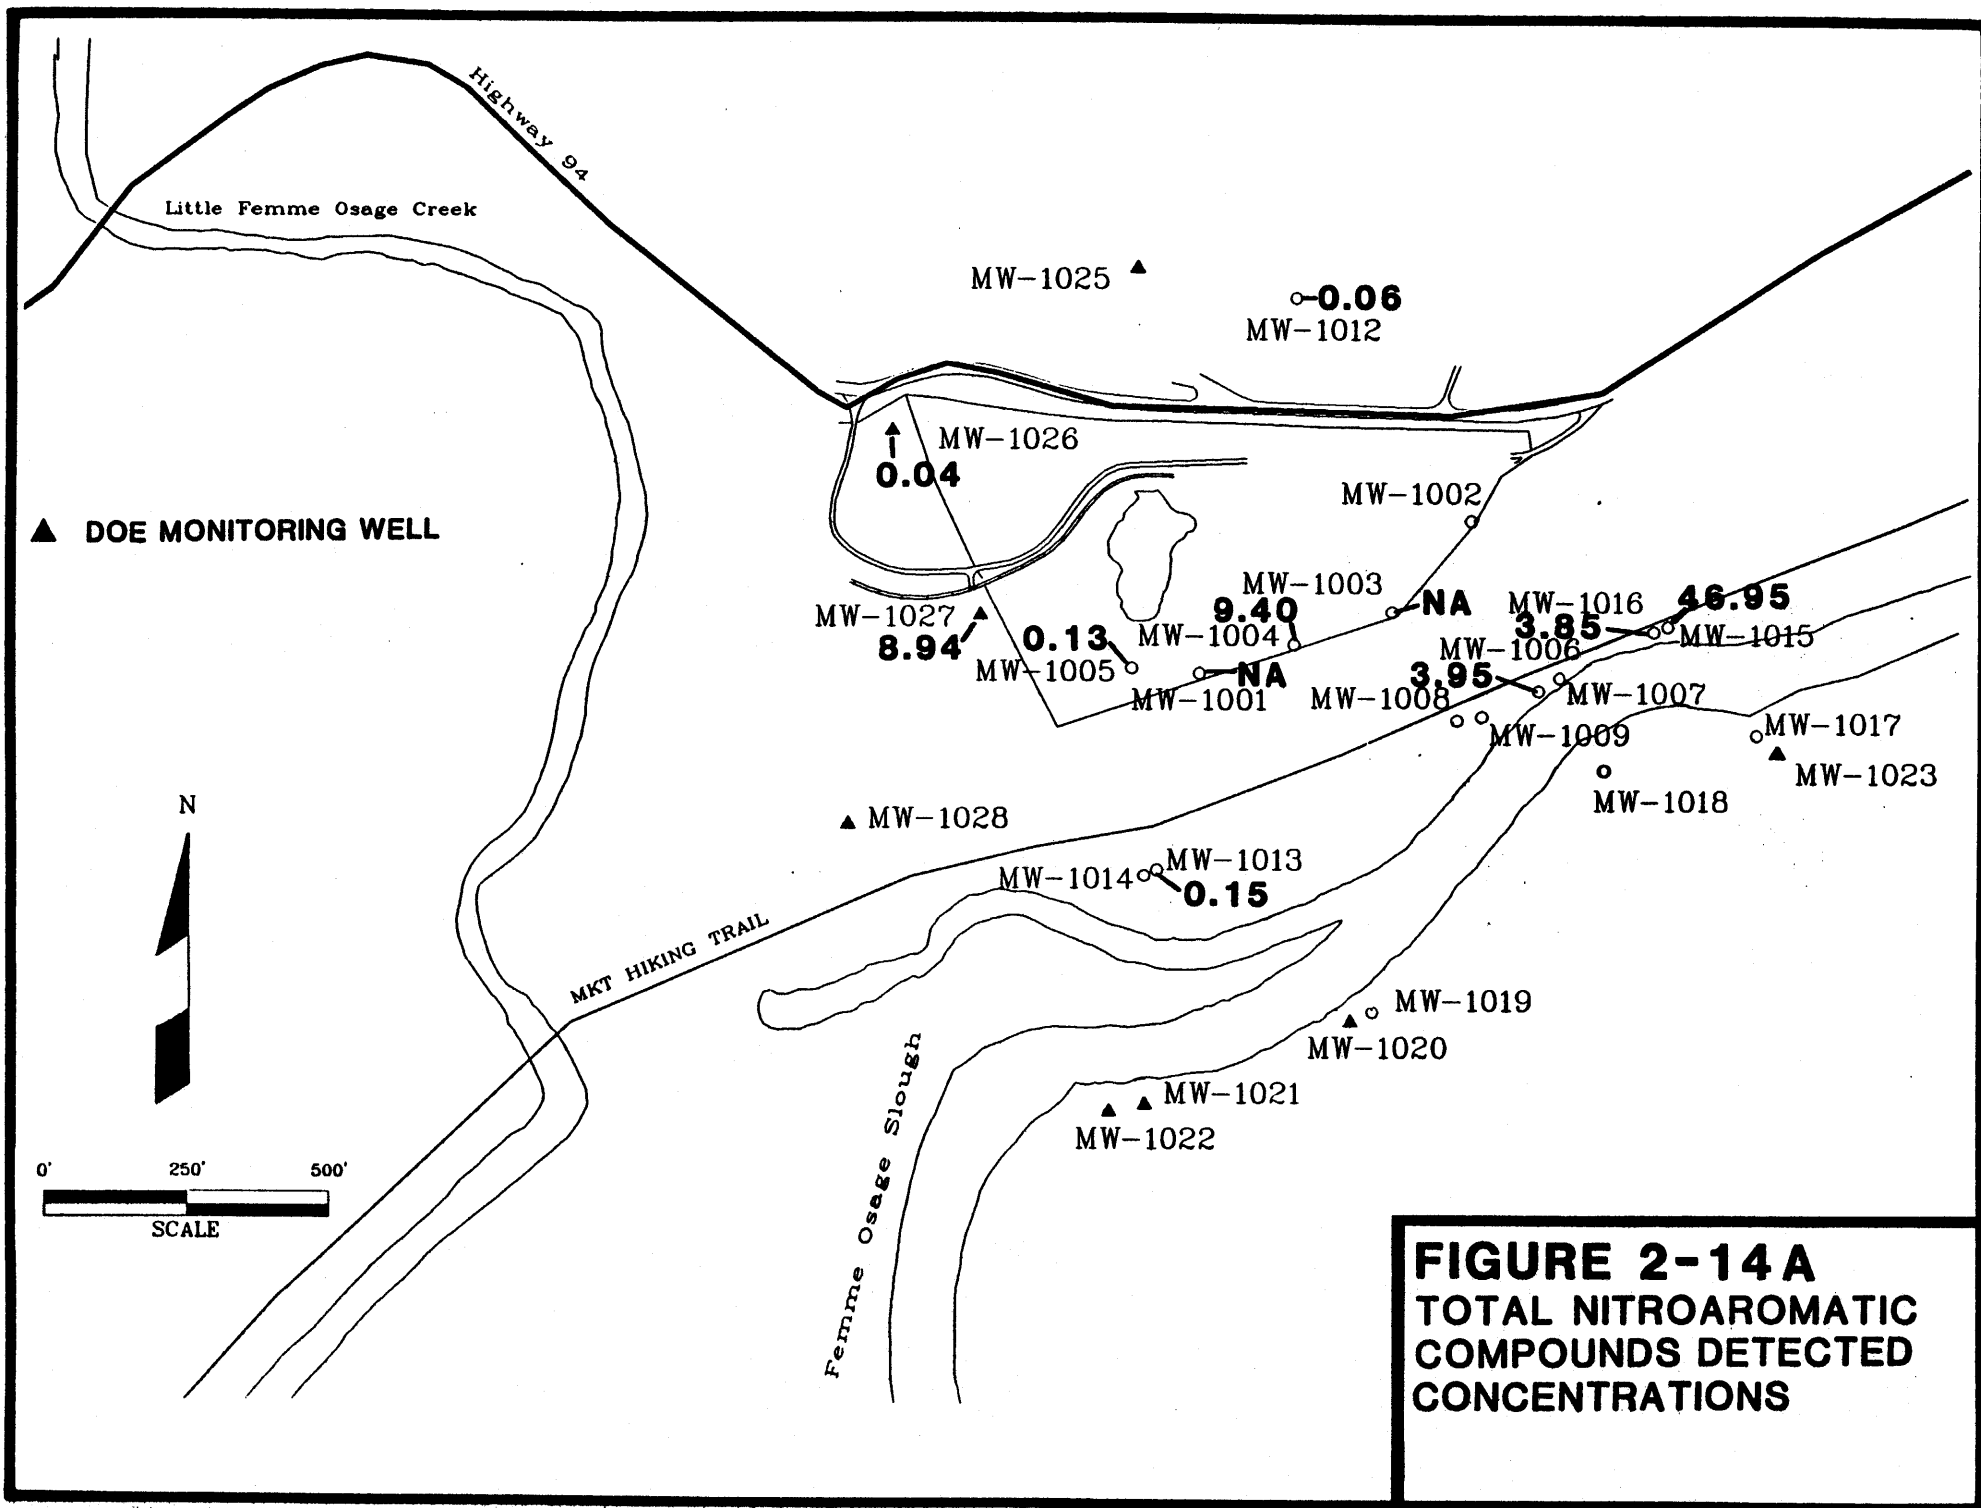 Highway 94
Little Femme Osage Creek
MW-1025
0.06
MW-1012
MW-1026
0.04
MW-1002
▲ DOE MONITORING WELL
MW-1003
NA
MW-1016
46.95
MW-1027
9.40
8.94
0.13
MW-1004
3.85
MW-1015
MW-1006
MW-1005
NA
3.95
MW-1001
MW-1008
MW-1007
MW-1009
MW-1017
MW-1023
MW-1018
N
MW-1028
MW-1013
MW-1014
0.15
MKT HIKING TRAIL
MW-1019
MW-1020
MW-1021
MW-1022
Femme Osage Slough
0' 250' 500'
SCALE
FIGURE 2-14A
TOTAL NITROAROMATIC
COMPOUNDS DETECTED
CONCENTRATIONS